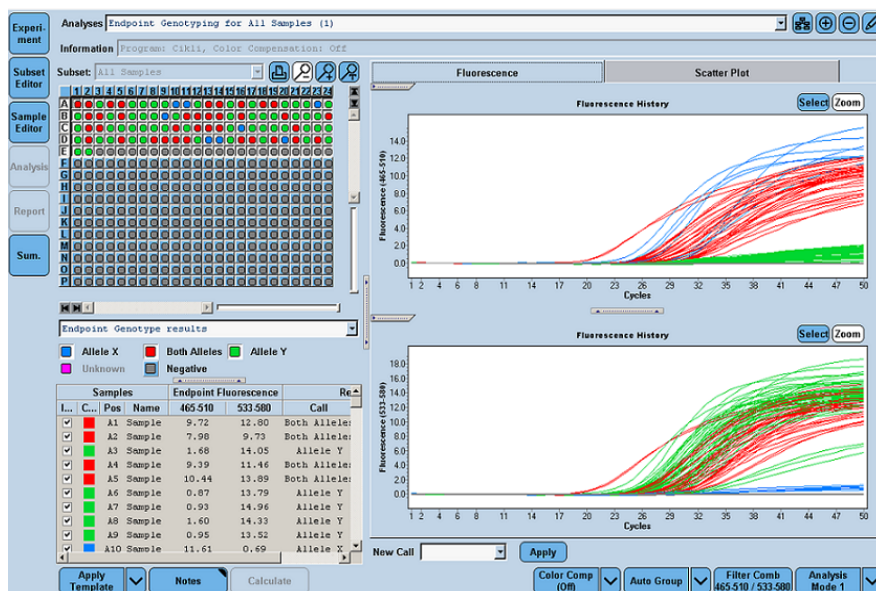 Experi-
ment
Subset
Editor
Sample
Editor
Analysis
Report
Sum.
Analyses Endpoint Genotyping for All Samples (1)
Information Program: Cikli, Color Compensation: Off
Subset: All Samples
1 2 3 4 5 6 7 8 9 10 11 12 13 14 15 16 17 18 19 20 21 22 23 24
A
B
C
D
E
F
G
H
I
J
K
L
M
N
O
P
Endpoint Genotype results
Allele X Both Alleles Allele Y
Unknown Negative
Samples Endpoint Fluorescence Re
I... C... Pos Name 465-510 533-580 Call
A1 Sample 9.72 12.80 Both Alleles
A2 Sample 7.98 9.73 Both Alleles
A3 Sample 1.68 14.05 Allele Y
A4 Sample 9.39 11.46 Both Alleles
A5 Sample 10.44 13.89 Both Alleles
A6 Sample 0.87 13.79 Allele Y
A7 Sample 0.93 14.96 Allele Y
A8 Sample 1.60 14.33 Allele Y
A9 Sample 0.95 13.52 Allele Y
A10 Sample 11.61 0.69 Allele X
Apply
Template
Notes
Calculate
Fluorescence Scatter Plot
Fluorescence History
Select Zoom
Fluorescence (465-510)
14.0
12.0
10.0
8.0
6.0
4.0
2.0
0.0
1 2 4 6 8 11 14 17 20 23 26 29 32 35 38 41 44 47 50
Cycles
Fluorescence History
Select Zoom
Fluorescence (533-580)
18.0
16.0
14.0
12.0
10.0
8.0
6.0
4.0
2.0
0.0
1 2 4 6 8 11 14 17 20 23 26 29 32 35 38 41 44 47 50
Cycles
New Call Apply
Color Comp
(Off)
Auto Group
Filter Comb
465-510 / 533-580
Analysis
Mode 1